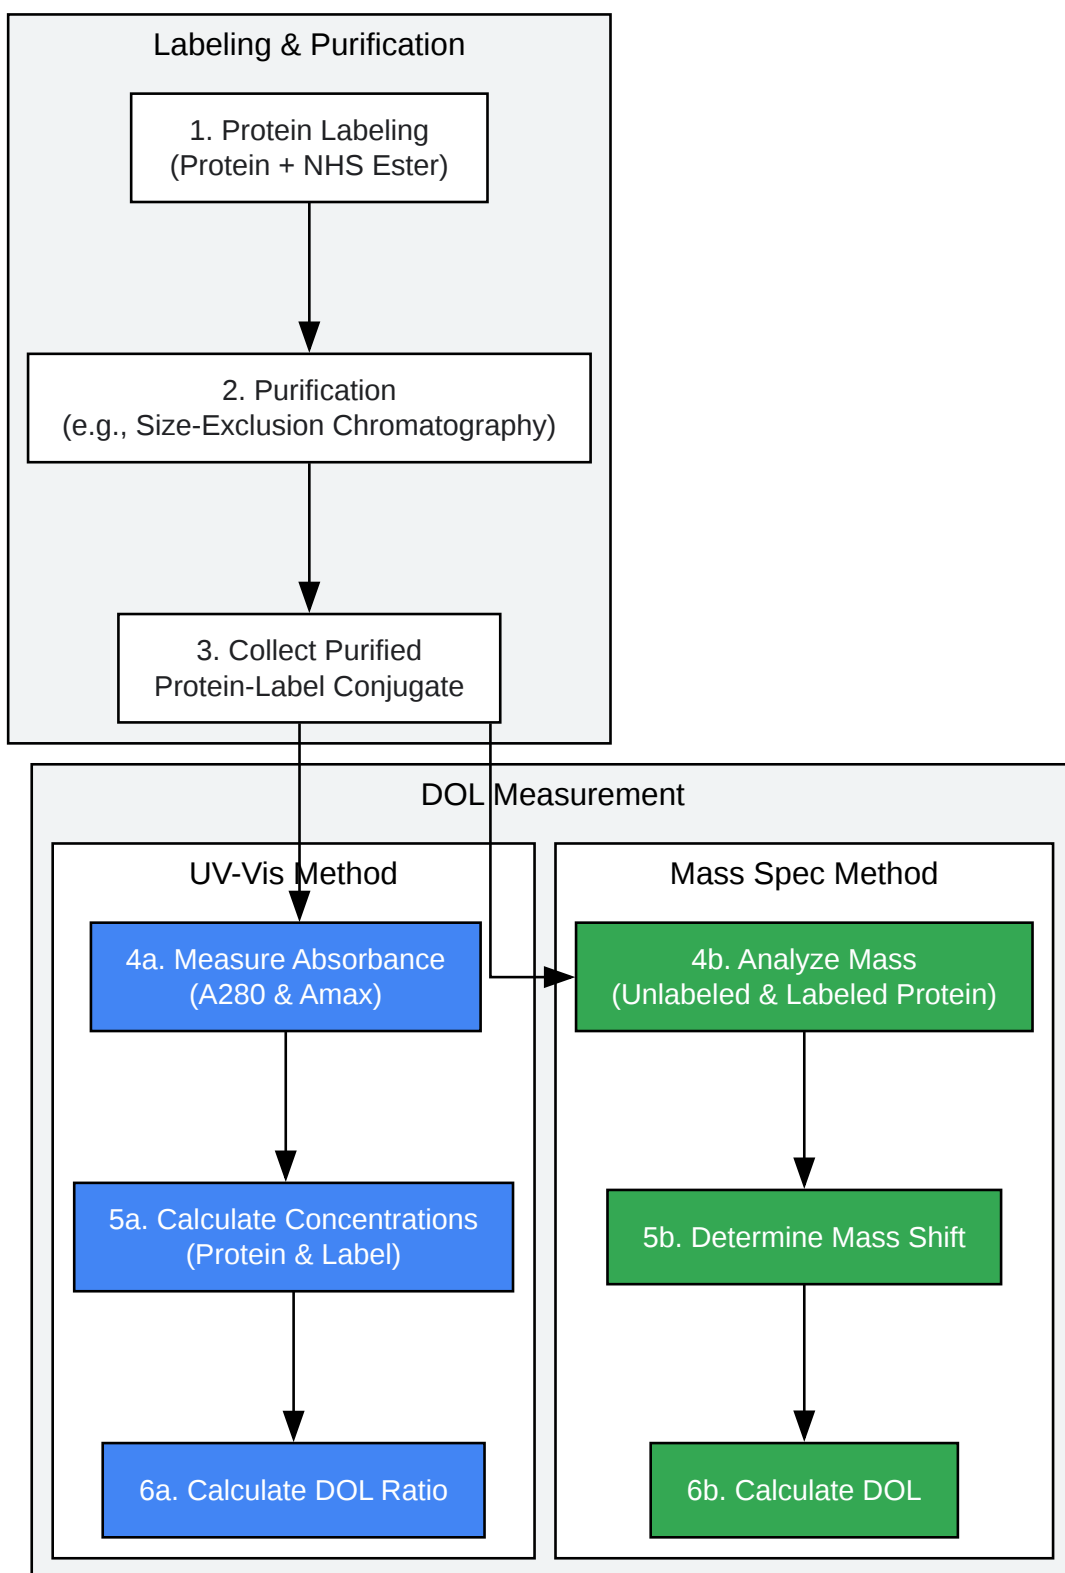 Labeling & Purification
1. Protein Labeling
(Protein + NHS Ester)
2. Purification
(e.g., Size-Exclusion Chromatography)
3. Collect Purified
Protein-Label Conjugate
DOL Measurement
UV-Vis Method
4a. Measure Absorbance
(A280 & Amax)
5a. Calculate Concentrations
(Protein & Label)
6a. Calculate DOL Ratio
Mass Spec Method
4b. Analyze Mass
(Unlabeled & Labeled Protein)
5b. Determine Mass Shift
6b. Calculate DOL